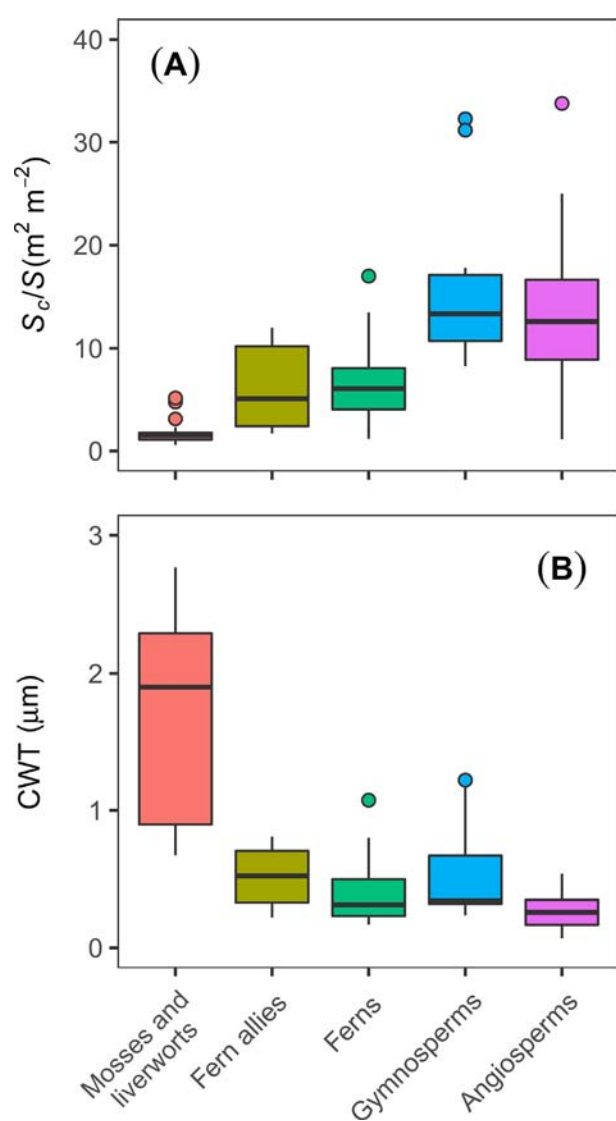 40
30
20
10
0
(A)
Sc/S(m² m⁻²)
3
2
1
0
(B)
CWT (μm)
Mosses and
liverworts
Fern allies
Ferns
Gymnosperms
Angiosperms